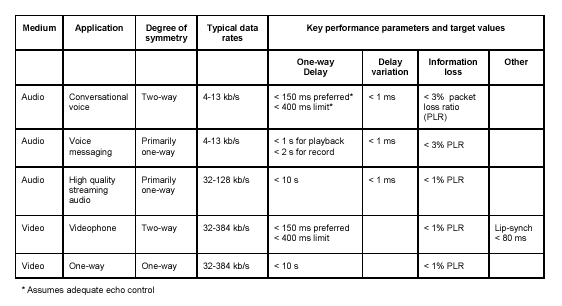 Medium Application Degree of symmetry Typical data rates Key performance parameters and target values
One-way Delay Delay variation Information loss Other
Audio Conversational voice Two-way 4-13 kb/s < 150 ms preferred* < 400 ms limit* < 1 ms < 3% packet loss ratio (PLR)
Audio Voice messaging Primarily one-way 4-13 kb/s < 1 s for playback < 2 s for record < 1 ms < 3% PLR
Audio High quality streaming audio Primarily one-way 32-128 kb/s < 10 s < 1 ms < 1% PLR
Video Videophone Two-way 32-384 kb/s < 150 ms preferred < 400 ms limit < 1% PLR Lip-synch < 80 ms
Video One-way One-way 32-384 kb/s < 10 s < 1% PLR
* Assumes adequate echo control